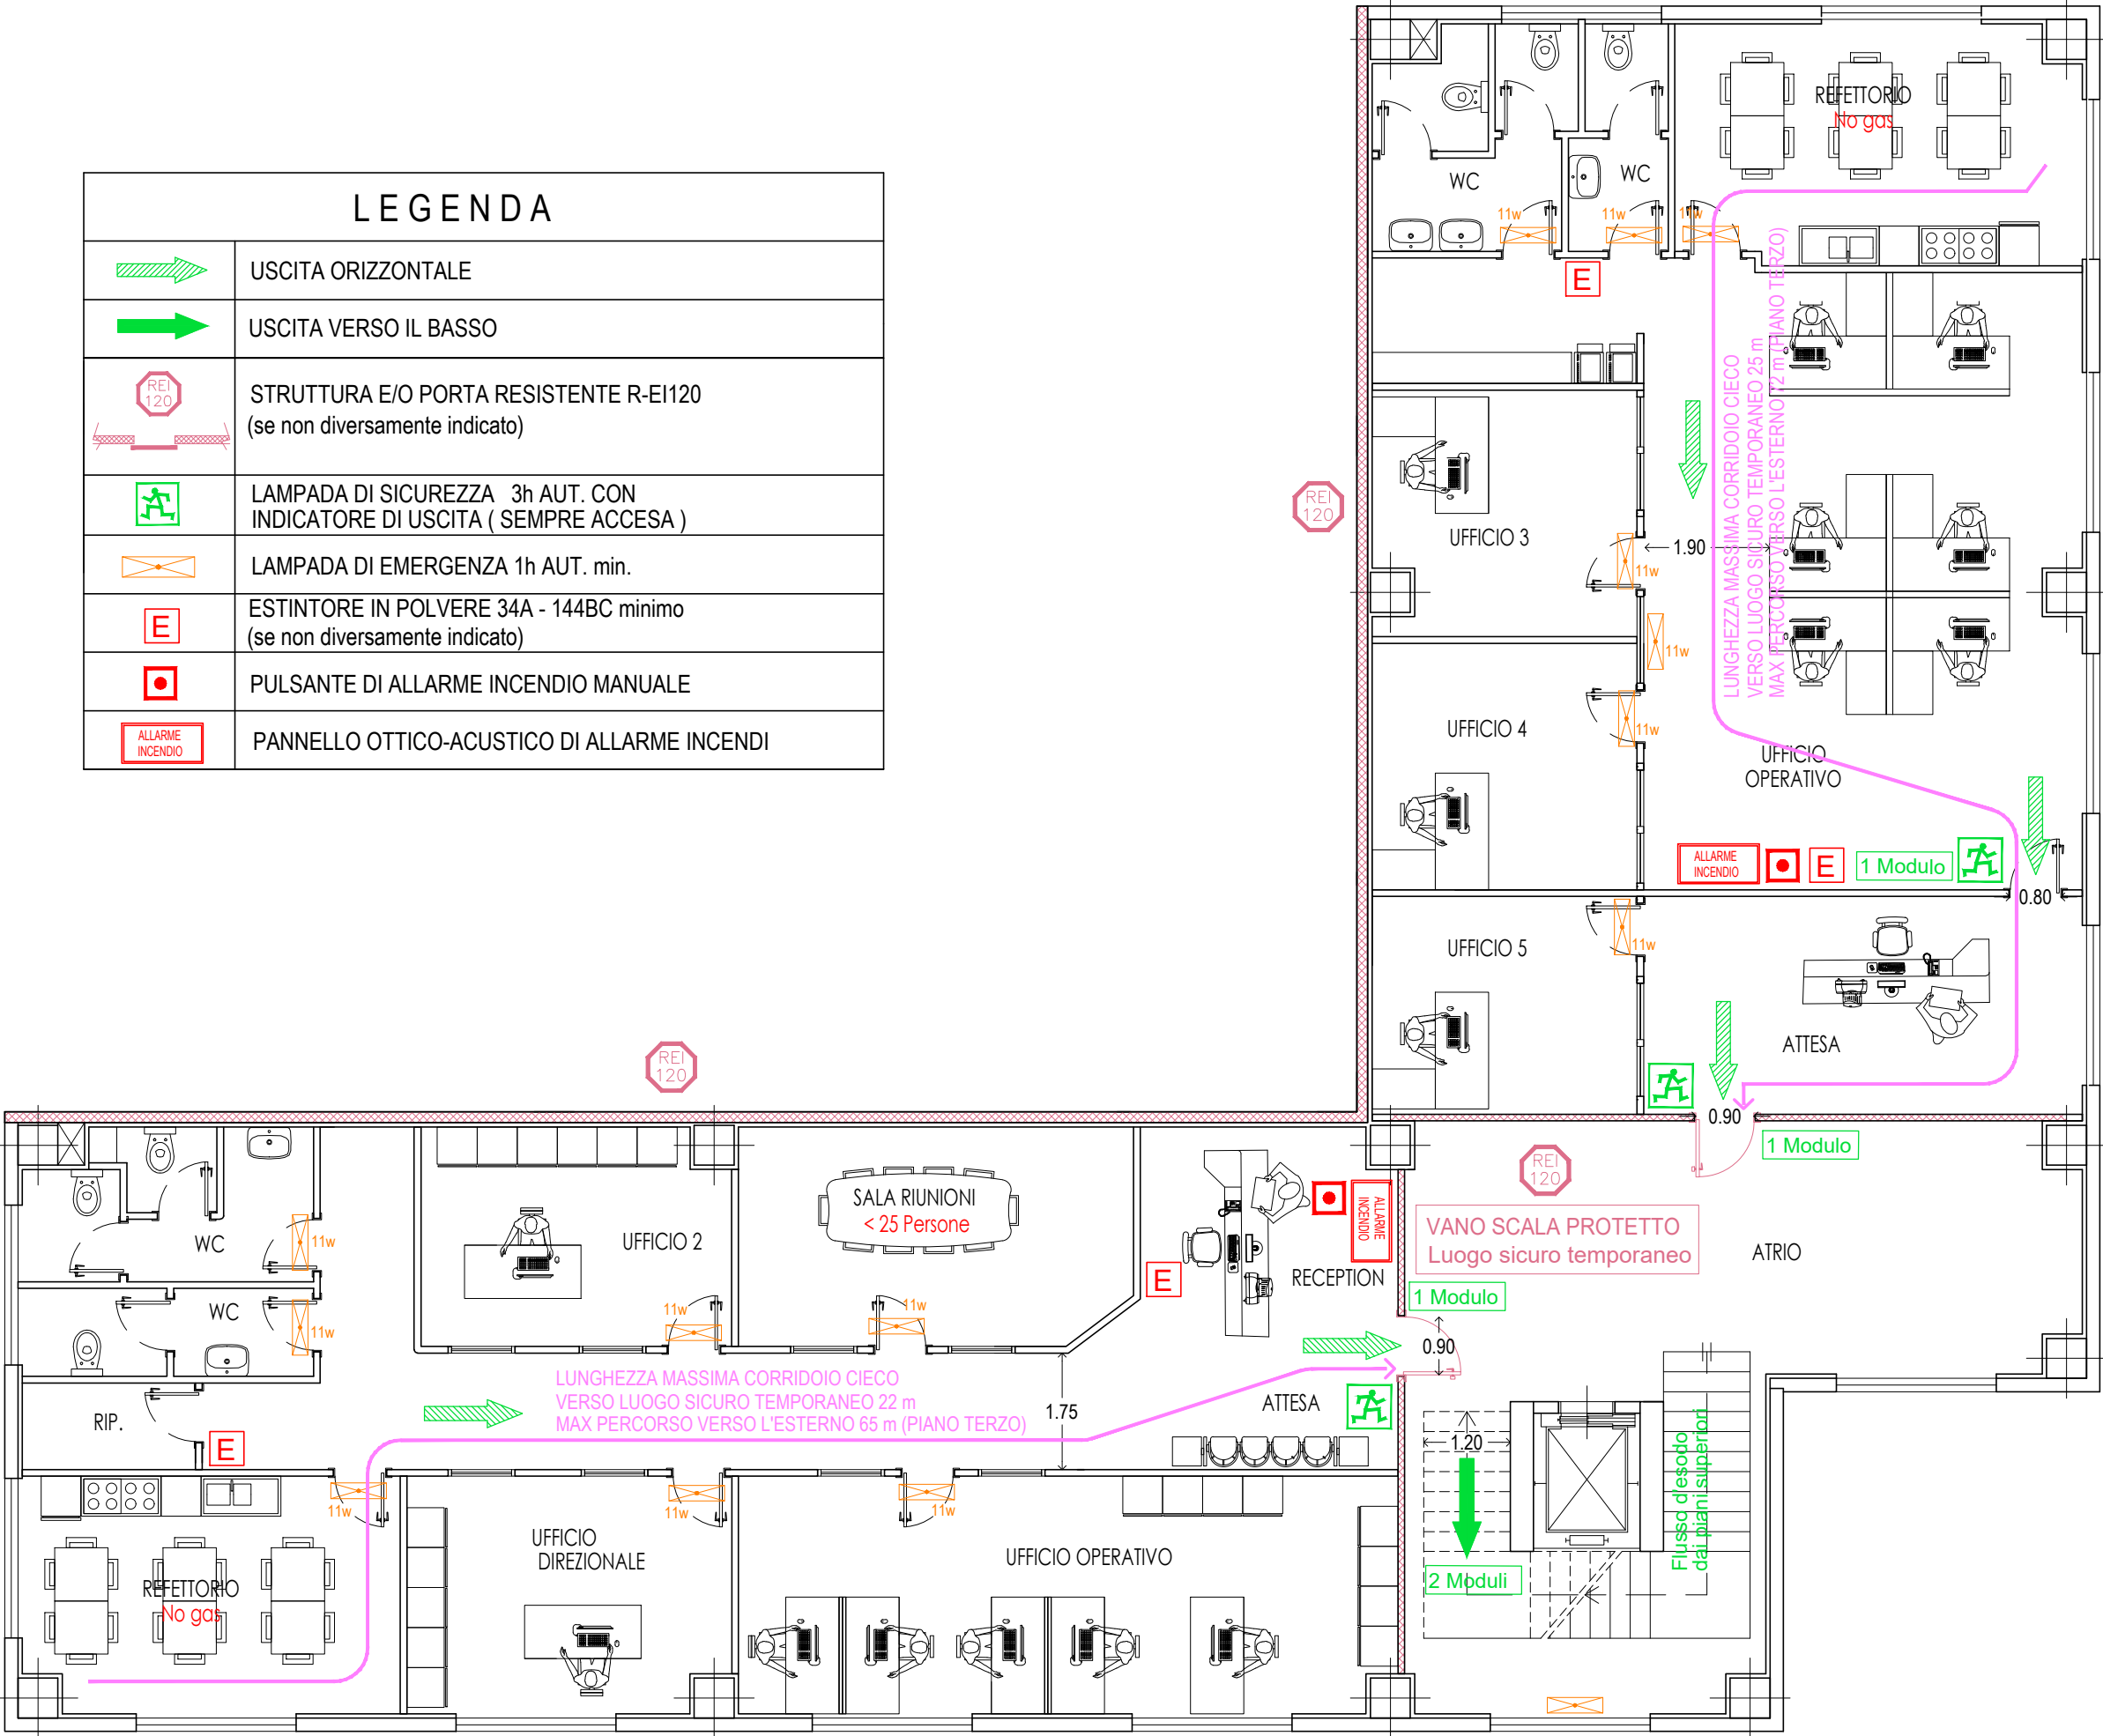 LEGENDA
USCITA ORIZZONTALE
USCITA VERSO IL BASSO
REI
120
STRUTTURA E/O PORTA RESISTENTE R-EI120
(se non diversamente indicato)
LAMPADA DI SICUREZZA 3h AUT. CON
INDICATORE DI USCITA ( SEMPRE ACCESA )
LAMPADA DI EMERGENZA 1h AUT. min.
E
ESTINTORE IN POLVERE 34A - 144BC minimo
(se non diversamente indicato)
PULSANTE DI ALLARME INCENDIO MANUALE
ALLARME
INCENDIO
PANNELLO OTTICO-ACUSTICO DI ALLARME INCENDI
REFETTORIO
No gas
WC
WC
11w
11w
11w
E
LUNGHEZZA MASSIMA CORRIDOIO CIECO
VERSO LUOGO SICURO TEMPORANEO 25 m
MAX PERCORSO VERSO L'ESTERNO 72 m (PIANO TERZO)
REI
120
UFFICIO 3
1.90
11w
11w
UFFICIO 4
11w
UFFICIO
OPERATIVO
ALLARME
INCENDIO
E
1 Modulo
0.80
UFFICIO 5
11w
ATTESA
0.90
1 Modulo
REI
120
REI
120
VANO SCALA PROTETTO
Luogo sicuro temporaneo
ATRIO
SALA RIUNIONI
< 25 Persone
UFFICIO 2
WC
11w
WC
11w
11w
11w
E
ALLARME
INCENDIO
RECEPTION
1 Modulo
0.90
LUNGHEZZA MASSIMA CORRIDOIO CIECO
VERSO LUOGO SICURO TEMPORANEO 22 m
MAX PERCORSO VERSO L'ESTERNO 65 m (PIANO TERZO)
1.75
ATTESA
RIP.
E
1.20
Flusso d'esodo
dai piani superiori
2 Moduli
11w
11w
11w
REFETTORIO
No gas
UFFICIO
DIREZIONALE
UFFICIO OPERATIVO